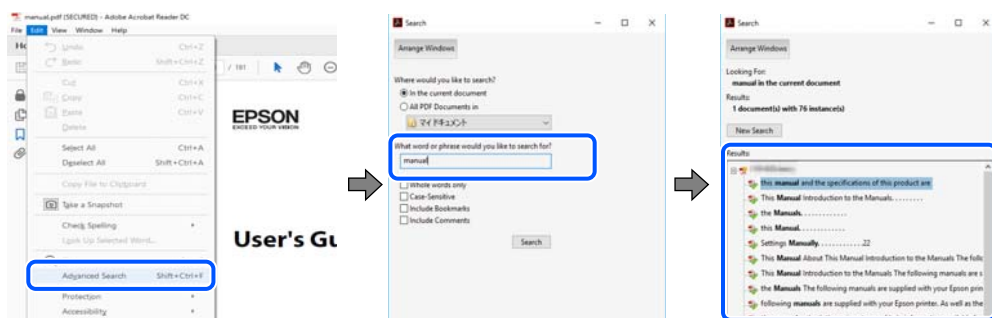 manual.pdf (SECURED) - Adobe Acrobat Reader DC
File Edit View Window Help
Undo Ctrl+Z
Shift+Ctrl+Z
Cut Ctrl+X
Copy Ctrl+C
Paste Ctrl+V
Delete
Select All Ctrl+A
Deselect All Shift+Ctrl+A
Copy File to Clipboard
Take a Snapshot
Check Spelling
Look Up Selected Word...
Advanced Search Shift+Ctrl+F
Protection
Accessibility
/ 181
EPSON
EXCEED YOUR VISION
User's Gu
Search
Arrange Windows
Where would you like to search?
In the current document
All PDF Documents in
マイドキュメント
What word or phrase would you like to search for?
manual
Whole words only
Case-Sensitive
Include Bookmarks
Include Comments
Search
Search
Arrange Windows
Looking For:
manual in the current document
Results:
1 document(s) with 76 instance(s)
New Search
Results:
this manual and the specifications of this product are
This Manual Introduction to the Manuals. . . . . . . . .
the Manuals. . . . . . . . . . . . .
this Manual. . . . . . . . . . . . .
Settings Manually. . . . . . . . . . . . .22
This Manual About This Manual Introduction to the Manuals The follo
This Manual Introduction to the Manuals The following manuals are s
the Manuals The following manuals are supplied with your Epson prin
following manuals are supplied with your Epson printer. As well as the